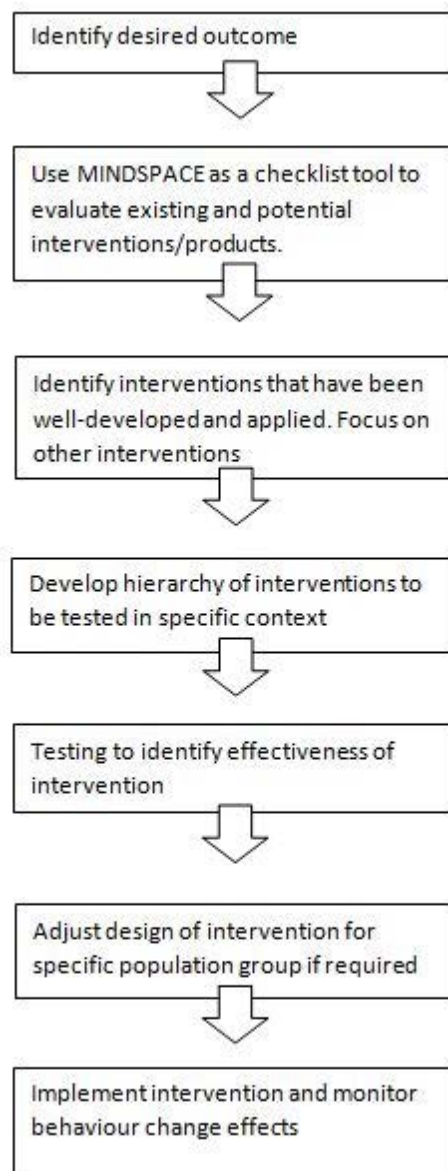 Identify desired outcome
Use MINDSPACE as a checklist tool to
evaluate existing and potential
interventions/products.
Identify interventions that have been
well-developed and applied. Focus on
other interventions
Develop hierarchy of interventions to
be tested in specific context
Testing to identify effectiveness of
intervention
Adjust design of intervention for
specific population group if required
Implement intervention and monitor
behaviour change effects